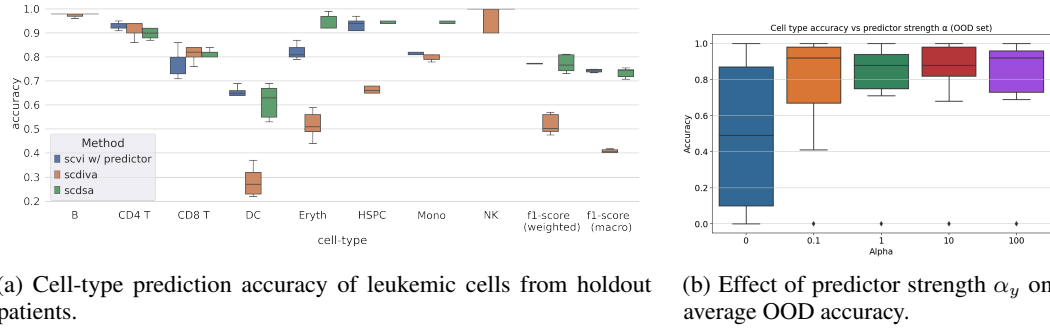 1.0
0.9
0.8
0.7
0.6
0.5
0.4
0.3
0.2
accuracy
Method
scvi w/ predictor
scdiva
scdsa
B CD4 T CD8 T DC Eryth HSPC Mono NK f1-score (weighted) f1-score (macro)
cell-type
Cell type accuracy vs predictor strength α (OOD set)
1.0
0.8
0.6
0.4
0.2
0.0
Accuracy
0 0.1 1 10 100
Alpha
(a) Cell-type prediction accuracy of leukemic cells from holdout
patients.
(b) Effect of predictor strength αy on
average OOD accuracy.